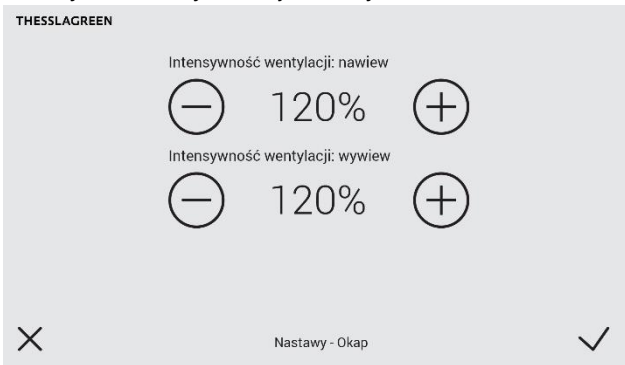 THESSLAGREEN
Intensywność wentylacji: nawiew
120%
Intensywność wentylacji: wywiew
120%
Nastawy - Okap